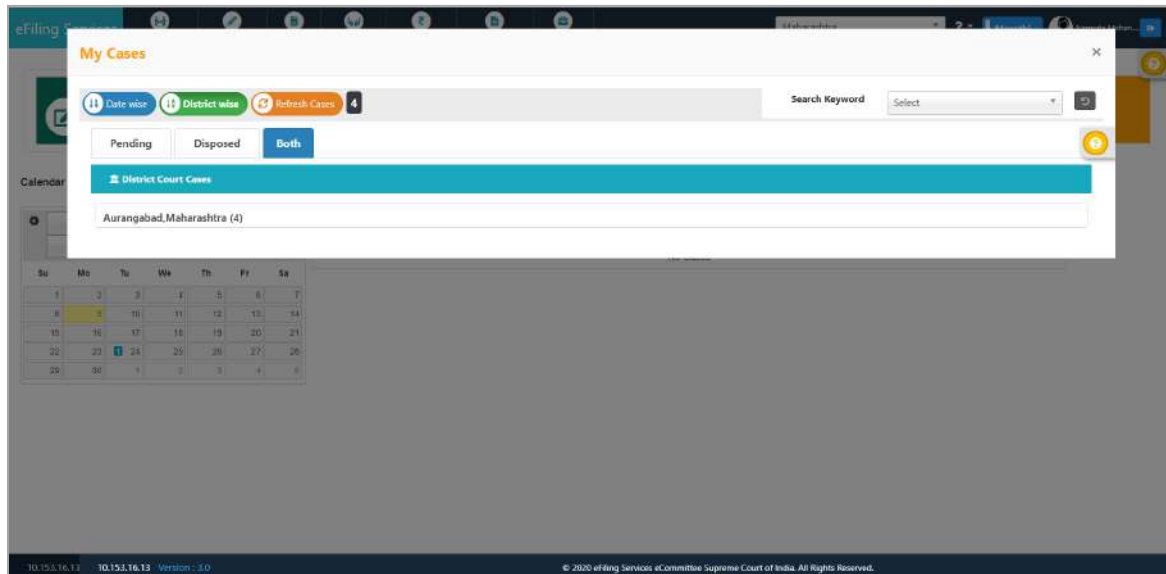 eFiling Services
Maharashtra
?
My Cases
×
Date wise
District wise
Refresh Cases
4
Search Keyword
Select
Pending
Disposed
Both
District Court Cases
Aurangabad,Maharashtra (4)
Calendar
Su Mo Tu We Th Fr Sa
1 2 3 4 5 6 7
8 9 10 11 12 13 14
15 16 17 18 19 20 21
22 23 1 24 25 26 27 28
29 30 1 2 3 4 5
10.153.16.13 10.153.16.13 Version : 3.0
© 2020 eFiling Services eCommittee Supreme Court of India. All Rights Reserved.